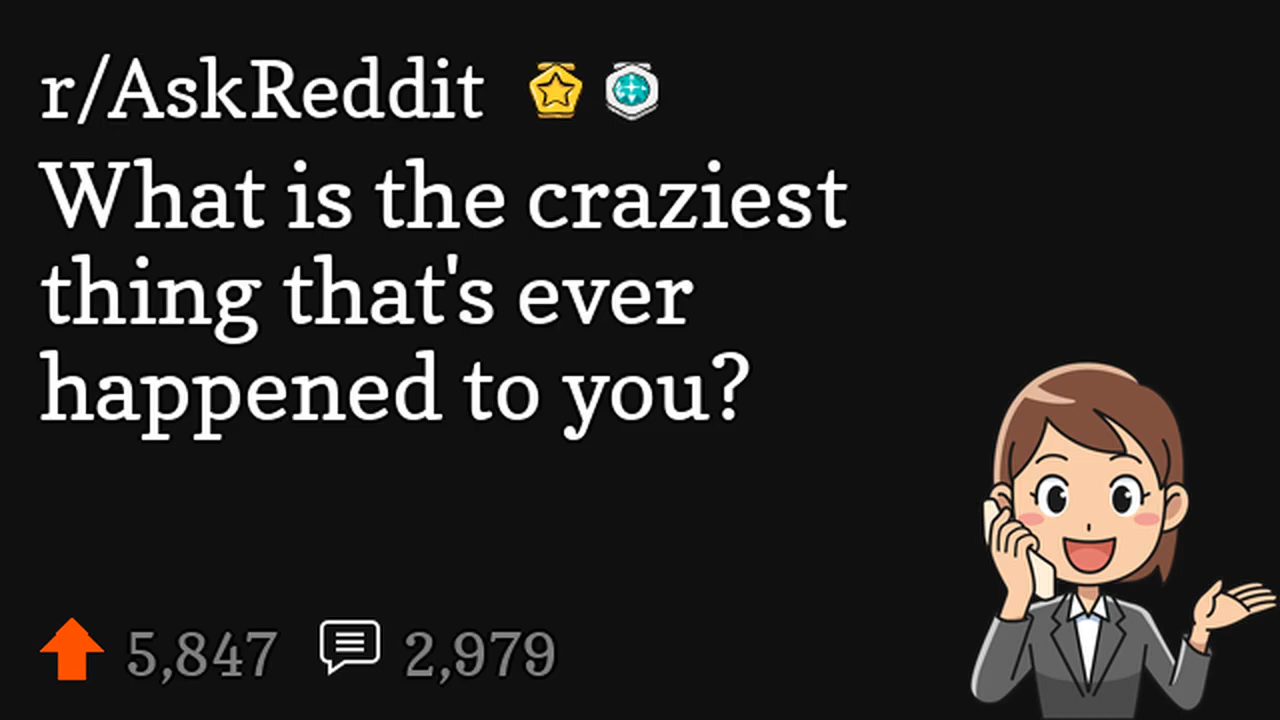 r/AskReddit
What is the craziest
thing that's ever
happened to you?
5,847 2,979